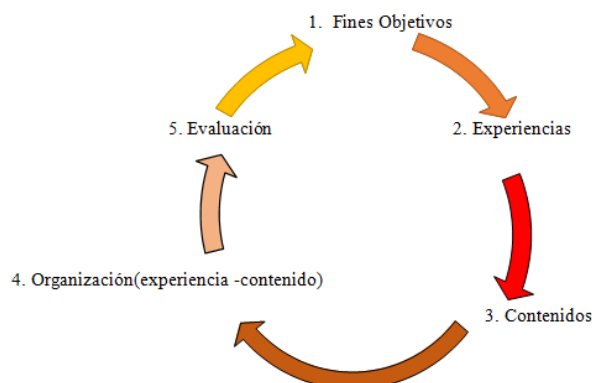 1. Fines Objetivos
2. Experiencias
3. Contenidos
4. Organización(experiencia -contenido)
5. Evaluación